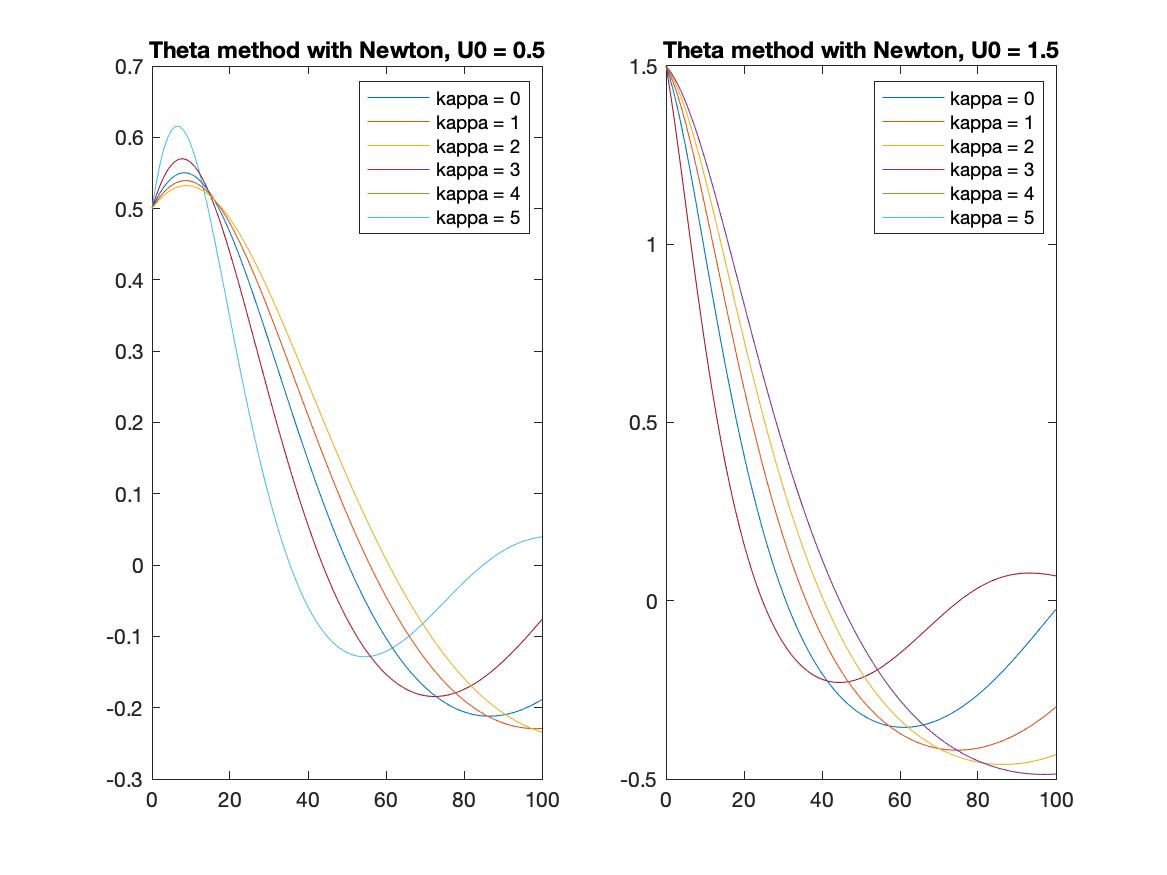 Theta method with Newton, U0 = 0.5
0.7
0.6
0.5
0.4
0.3
0.2
0.1
0
-0.1
-0.2
-0.3
0 20 40 60 80 100
kappa = 0
kappa = 1
kappa = 2
kappa = 3
kappa = 4
kappa = 5
Theta method with Newton, U0 = 1.5
1.5
1
0.5
0
-0.5
0 20 40 60 80 100
kappa = 0
kappa = 1
kappa = 2
kappa = 3
kappa = 4
kappa = 5